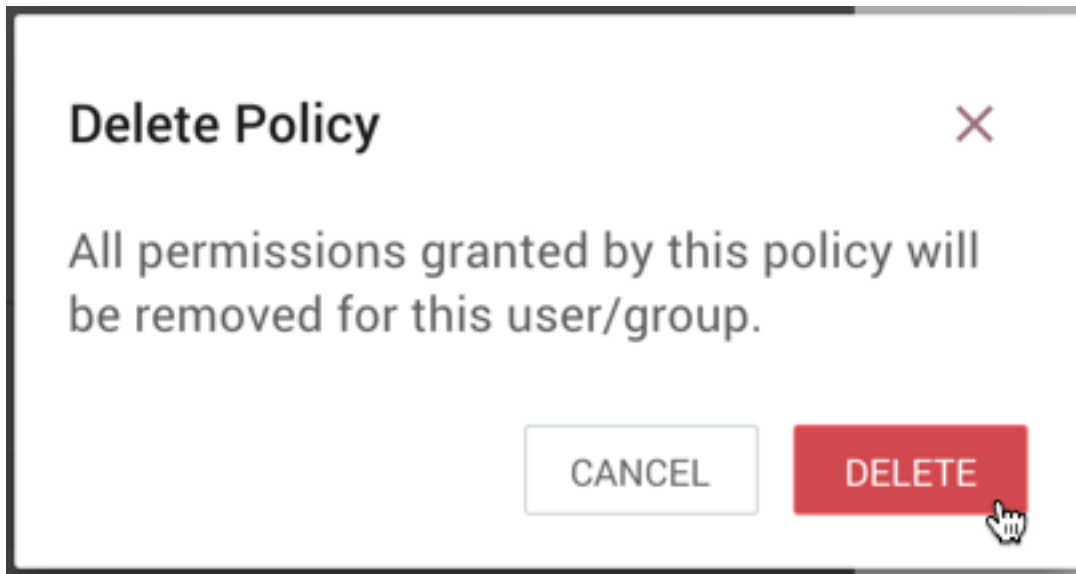 Delete Policy
All permissions granted by this policy will
be removed for this user/group.
CANCEL
DELETE